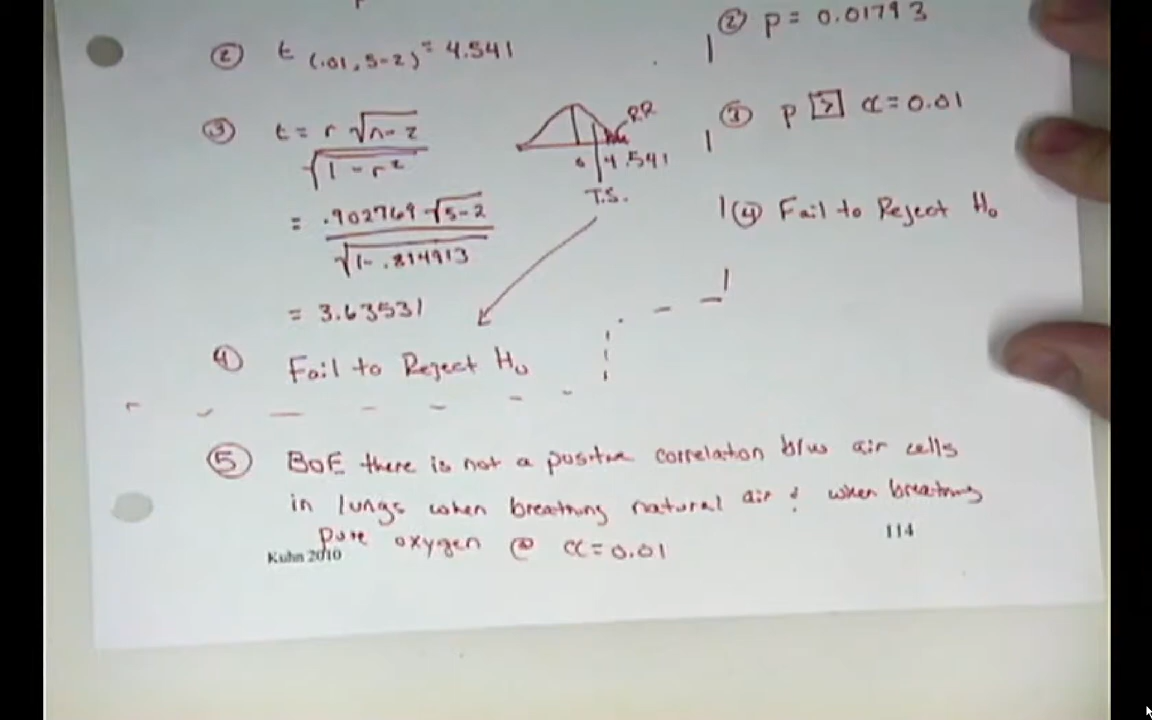 ② t (.01, 5-2) = 4.541
② p = 0.01793
③ t = r √n-2
√1 - r²
= .902769 √5-2
√1- .814913
= 3.63531
RR
0 4.541
T.S.
③ p > α = 0.01
④ Fail to Reject H₀
④ Fail to Reject H₀
⑤ BOE there is not a positive correlation b/w air cells
in lungs when breathing natural air & when breathing
pure oxygen @ α = 0.01
Kuhn 2010
114